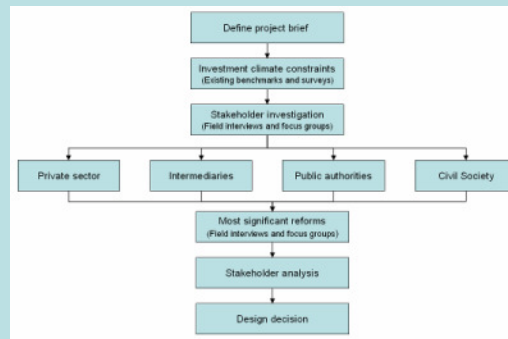 Define project brief
Investment climate constraints
(Existing benchmarks and surveys)
Stakeholder investigation
(Field interviews and focus groups)
Private sector
Intermediaries
Public authorities
Civil Society
Most significant reforms
(Field interviews and focus groups)
Stakeholder analysis
Design decision